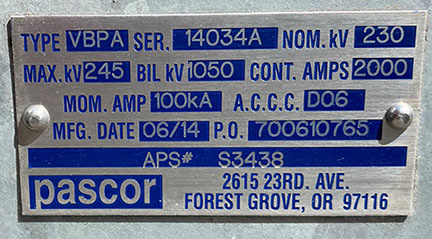 TYPE VBPA SER. 14034A NOM. kV 230
MAX. kV 245 BIL kV 1050 CONT. AMPS 2000
MOM. AMP 100kA A.C.C.C. D06
MFG. DATE 06/14 P.O. 700610765
APS# S3438
pascor
2615 23RD. AVE.
FOREST GROVE, OR 97116